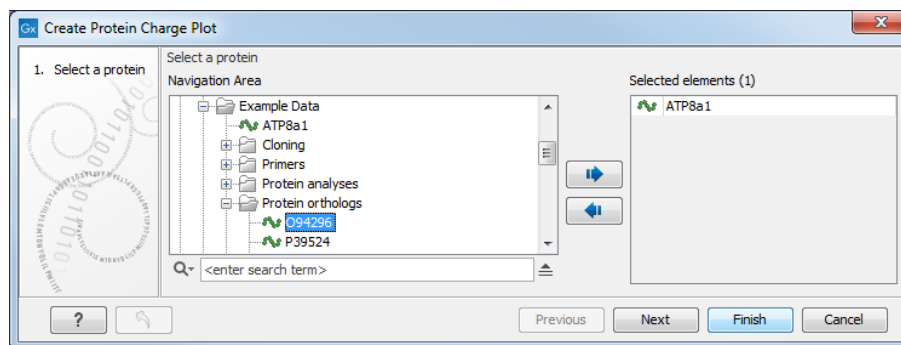 Gx Create Protein Charge Plot
X
1. Select a protein
Select a protein
Navigation Area
Example Data
ATP8a1
Cloning
Primers
Protein analyses
Protein orthologs
O94296
P39524
<enter search term>
Selected elements (1)
ATP8a1
?
Previous
Next
Finish
Cancel